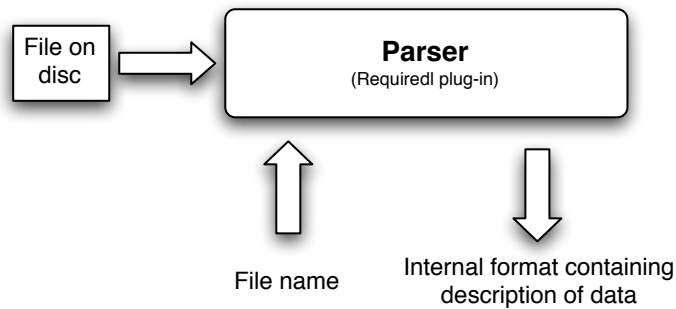 File on
disc
Parser
(Requiredl plug-in)
File name
Internal format containing
description of data